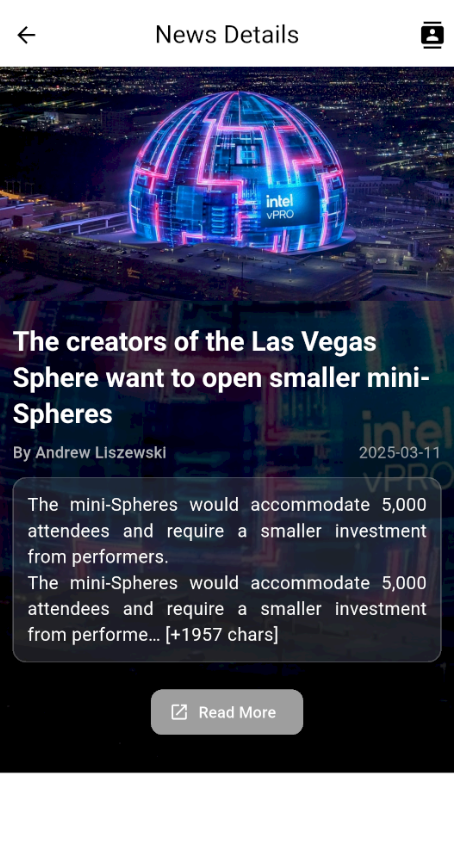 News Details
intel
vPRO
The creators of the Las Vegas
Sphere want to open smaller mini-
Spheres
intel
vPRO
By Andrew Liszewski 2025-03-11
The mini-Spheres would accommodate 5,000
attendees and require a smaller investment
from performers.
The mini-Spheres would accommodate 5,000
attendees and require a smaller investment
from performe… [+1957 chars]
Read More